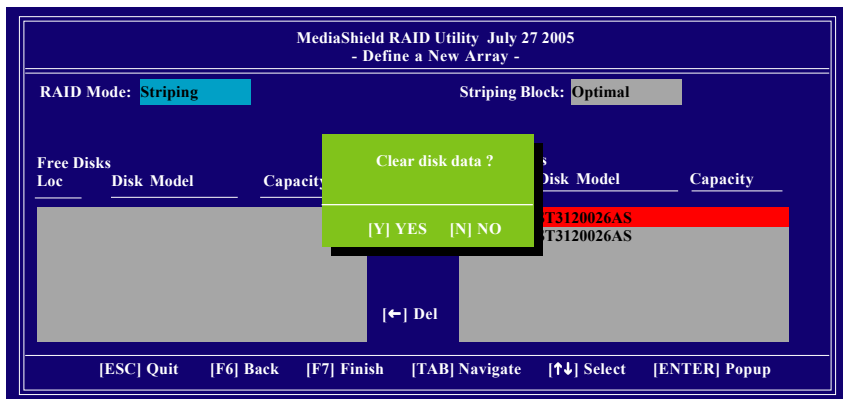 MediaShield RAID Utility July 27 2005
- Define a New Array -
RAID Mode: Striping
Striping Block: Optimal
Clear disk data ?
[Y] YES [N] NO
Free Disks
Loc Disk Model Capacity
Disk Model Capacity
ST3120026AS
ST3120026AS
[←] Del
[ESC] Quit [F6] Back [F7] Finish [TAB] Navigate [↑↓] Select [ENTER] Popup